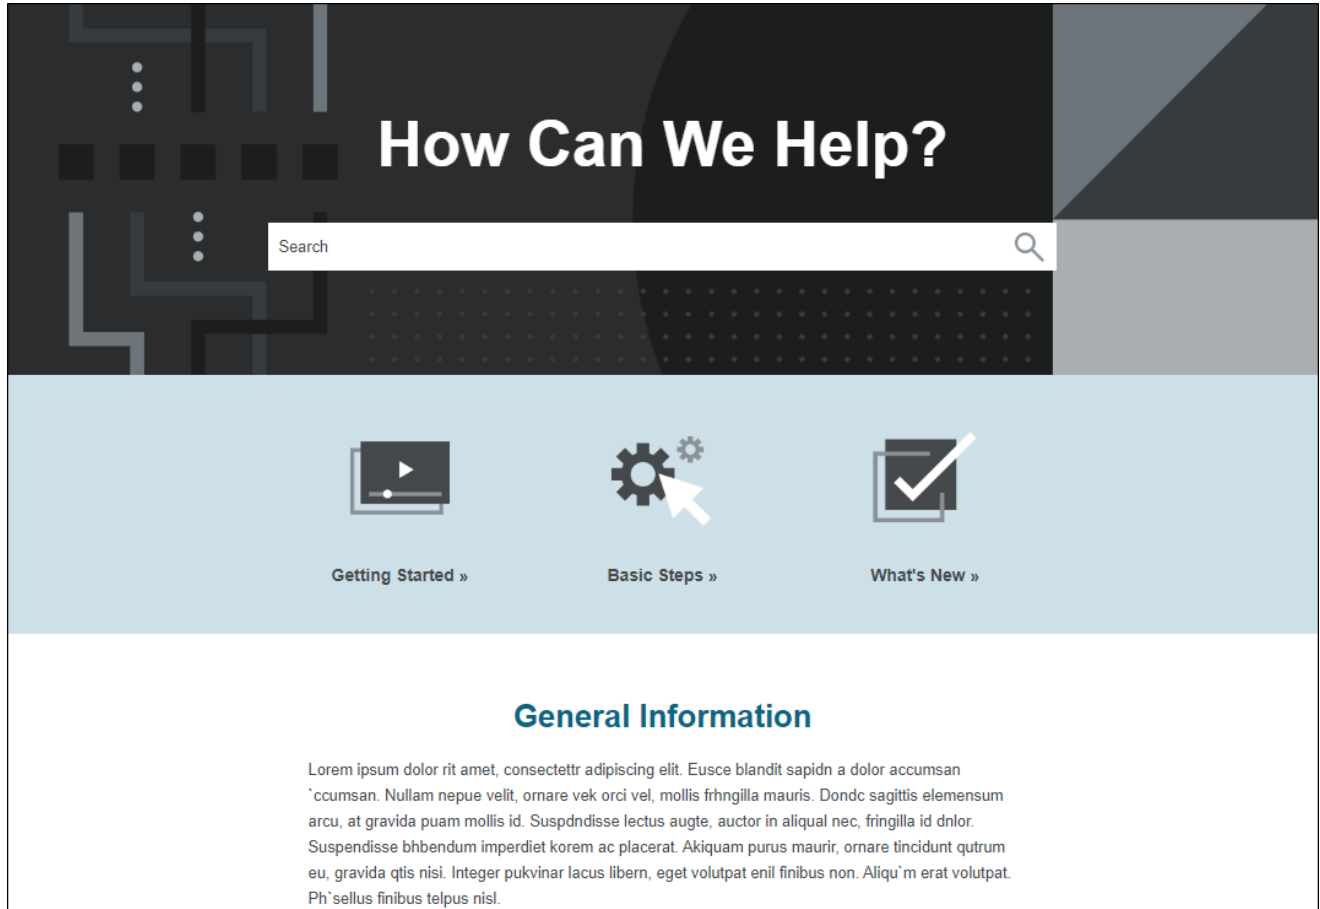 How Can We Help?
Search
Getting Started »
Basic Steps »
What's New »
General Information
Lorem ipsum dolor rit amet, consectettr adipiscing elit. Eusce blandit sapidn a dolor accumsan
`ccumsan. Nullam nepue velit, ornare vek orci vel, mollis frhngilla mauris. Dondc sagittis elemensum
arcu, at gravida puam mollis id. Suspdndisse lectus augte, auctor in aliqual nec, fringilla id dnlor.
Suspendisse bhbendum imperdiet korem ac placerat. Akiquam purus maurir, ornare tincidunt qutrum
eu, gravida qtis nisi. Integer pukvinar lacus libern, eget volutpat enil finibus non. Aliqu`m erat volutpat.
Ph`sellus finibus telpus nisl.